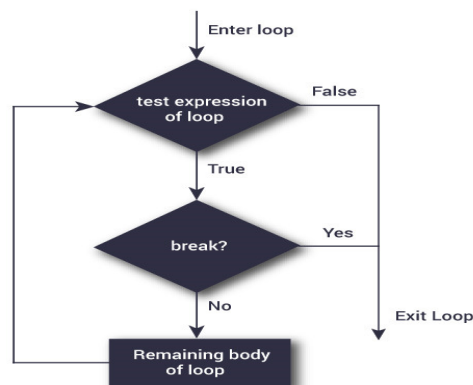 Enter loop
test expression
of loop
False
True
break?
Yes
No
Exit Loop
Remaining body
of loop